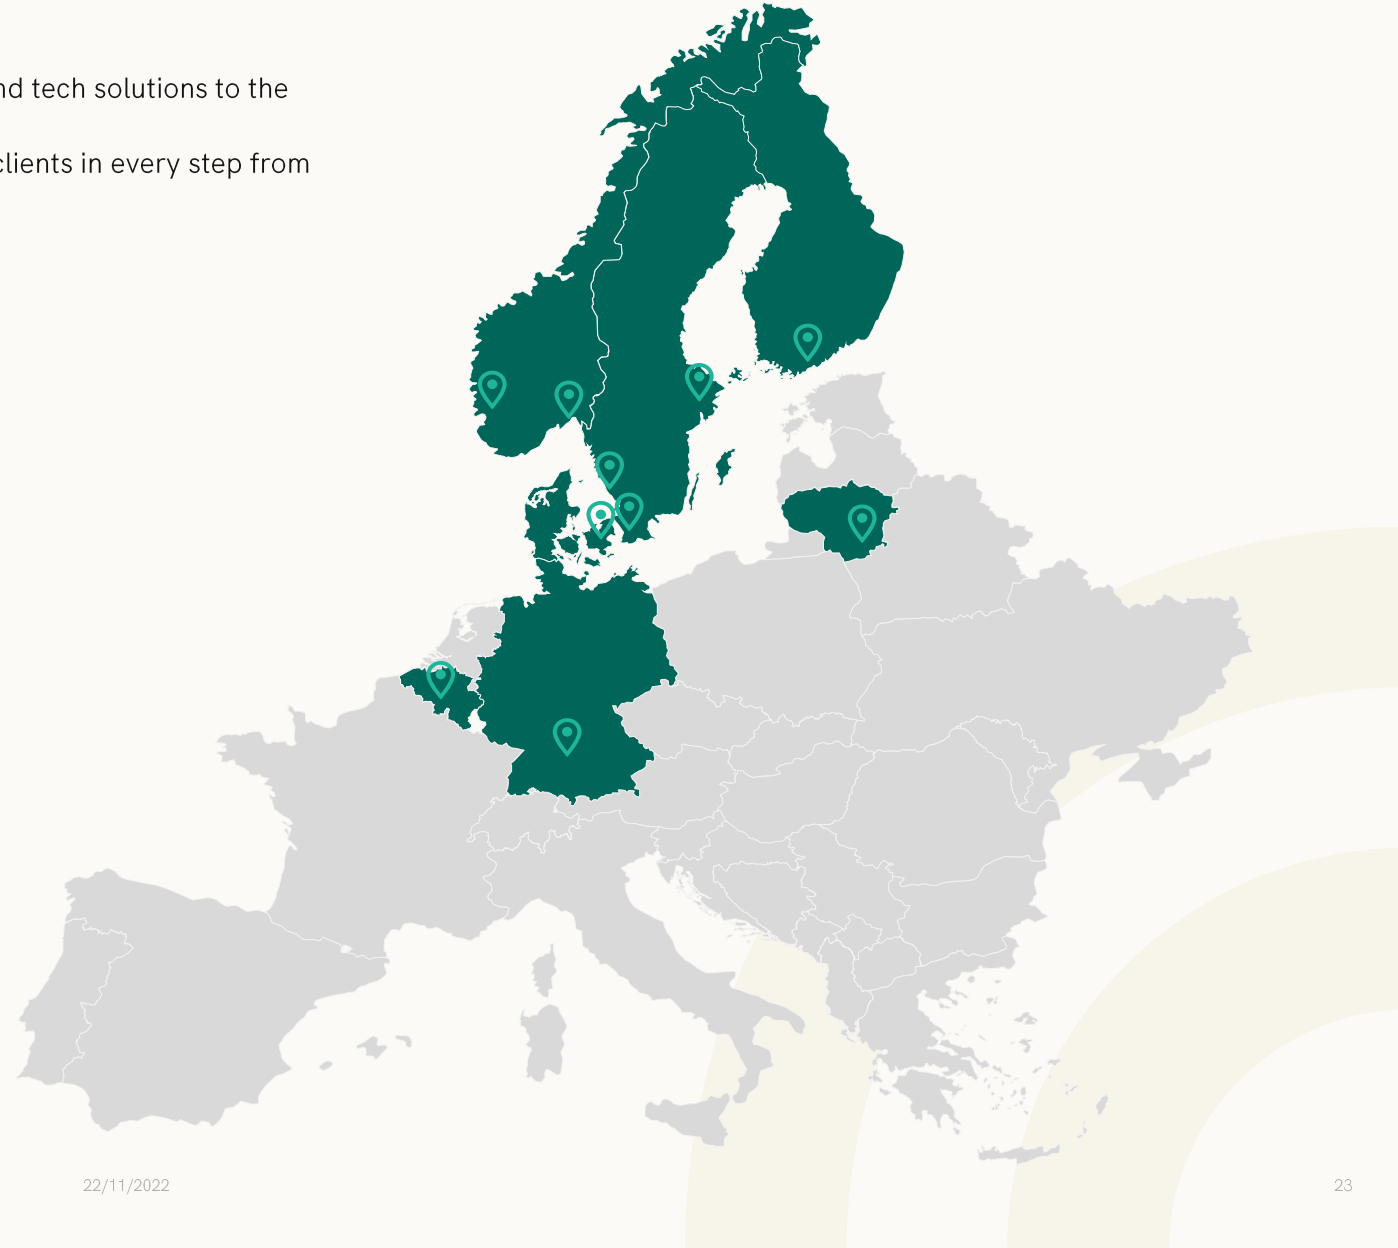 nd tech solutions to the
clients in every step from
22/11/2022
23